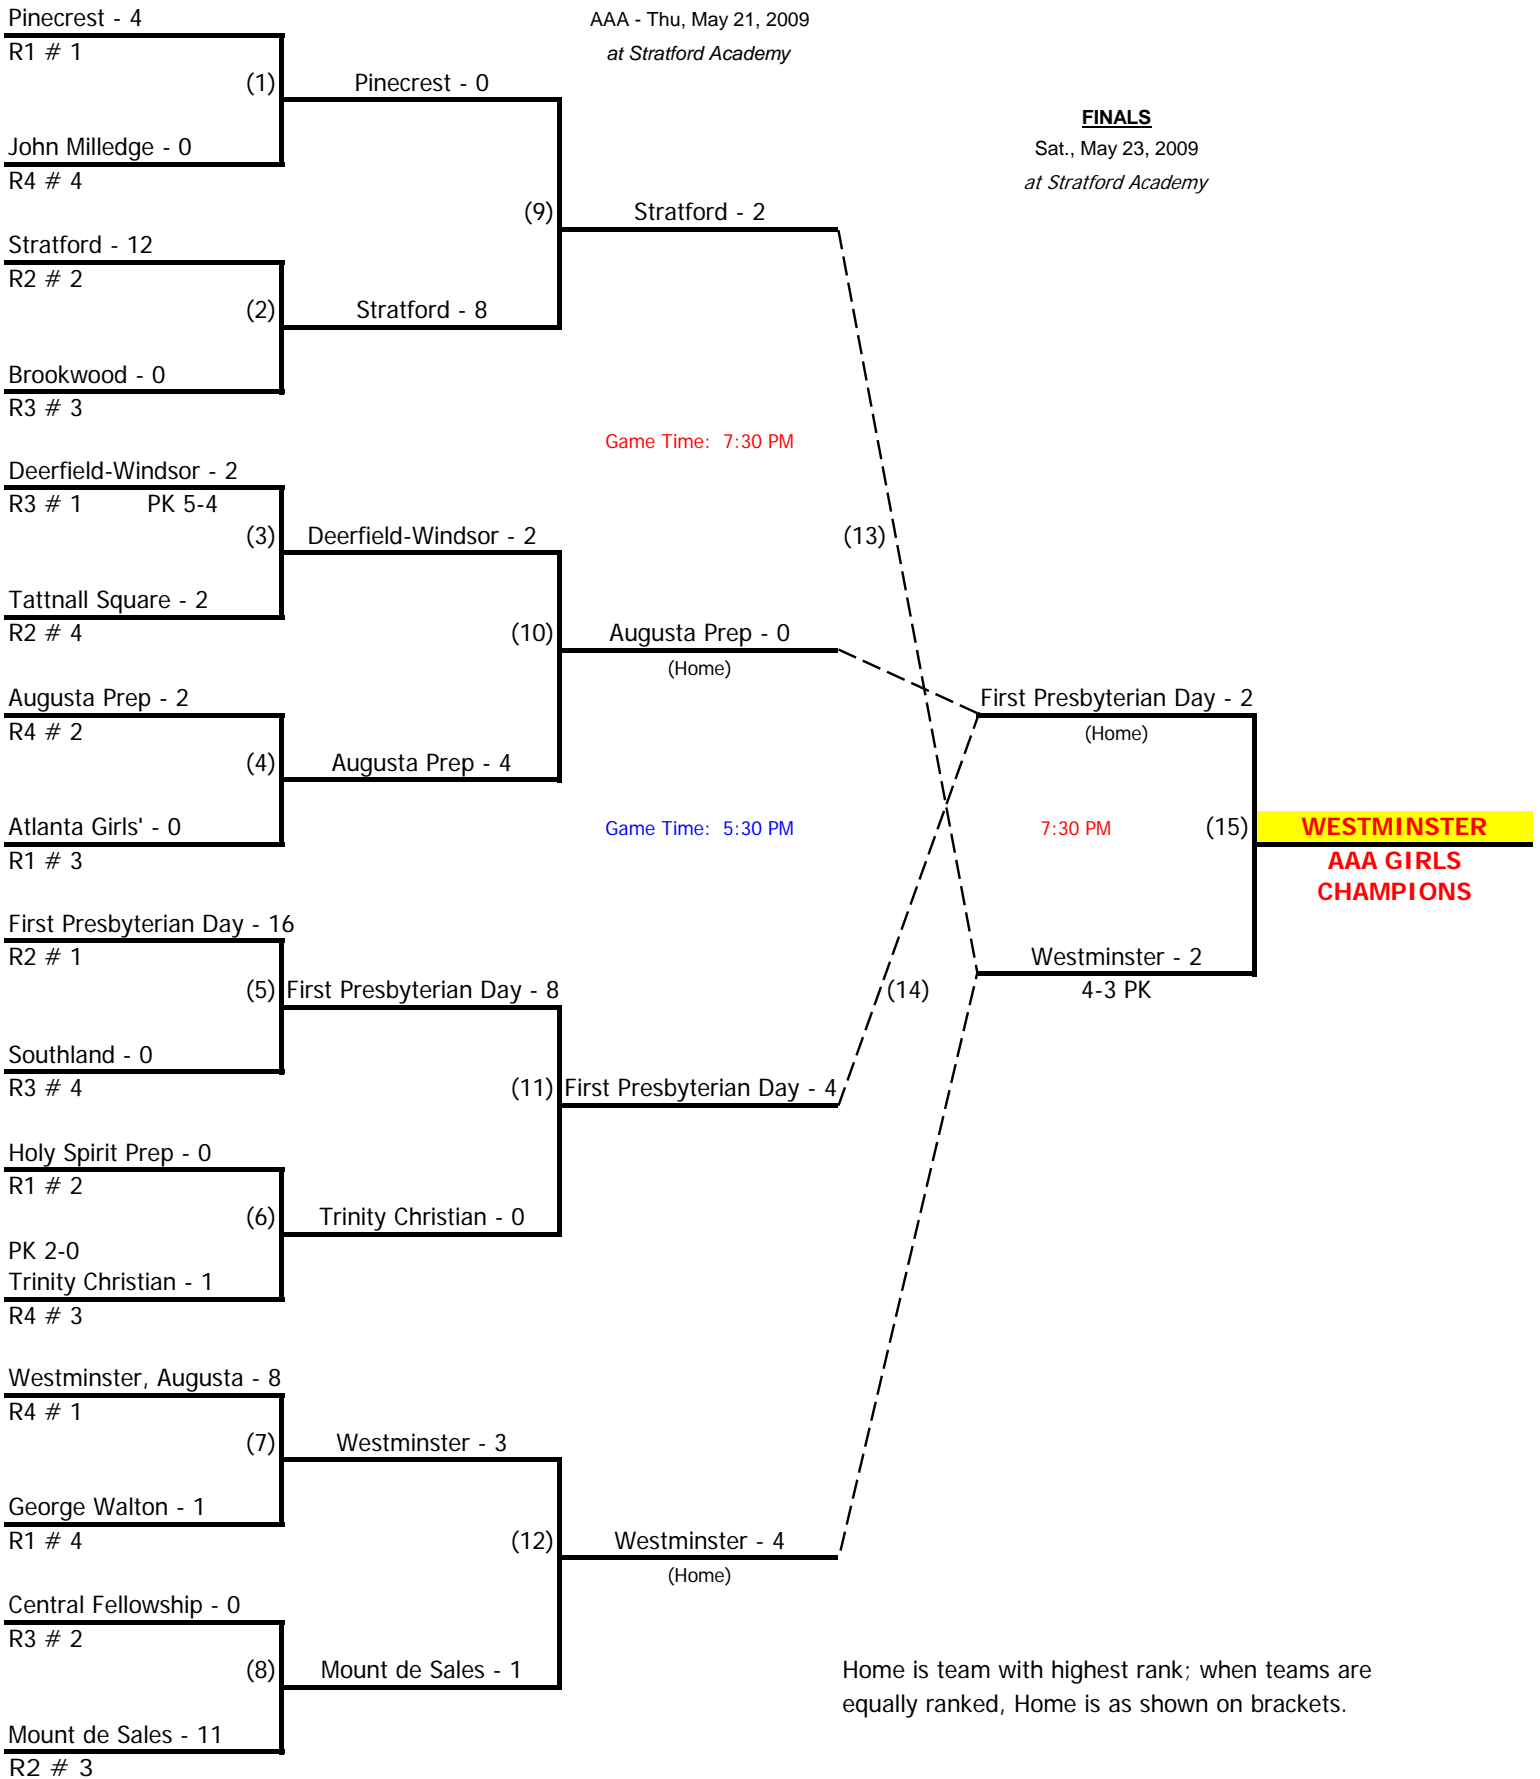 Pinecrest - 4
R1 # 1
(1)
Pinecrest - 0
John Milledge - 0
R4 # 4
AAA - Thu, May 21, 2009
at Stratford Academy
FINALS
Sat., May 23, 2009
at Stratford Academy
(9)
Stratford - 2
Stratford - 12
R2 # 2
(2)
Stratford - 8
Brookwood - 0
R3 # 3
Game Time: 7:30 PM
Deerfield-Windsor - 2
R3 # 1 PK 5-4
(3)
Deerfield-Windsor - 2
(13)
Tattnall Square - 2
R2 # 4
(10)
Augusta Prep - 0
(Home)
Augusta Prep - 2
R4 # 2
(4)
Augusta Prep - 4
First Presbyterian Day - 2
(Home)
Atlanta Girls' - 0
R1 # 3
Game Time: 5:30 PM
7:30 PM
(15)
WESTMINSTER
AAA GIRLS
CHAMPIONS
First Presbyterian Day - 16
R2 # 1
(5)
First Presbyterian Day - 8
(14)
Westminster - 2
4-3 PK
Southland - 0
R3 # 4
(11)
First Presbyterian Day - 4
Holy Spirit Prep - 0
R1 # 2
(6)
Trinity Christian - 0
PK 2-0
Trinity Christian - 1
R4 # 3
Westminster, Augusta - 8
R4 # 1
(7)
Westminster - 3
George Walton - 1
R1 # 4
(12)
Westminster - 4
(Home)
Central Fellowship - 0
R3 # 2
(8)
Mount de Sales - 1
Mount de Sales - 11
R2 # 3
Home is team with highest rank; when teams are
equally ranked, Home is as shown on brackets.